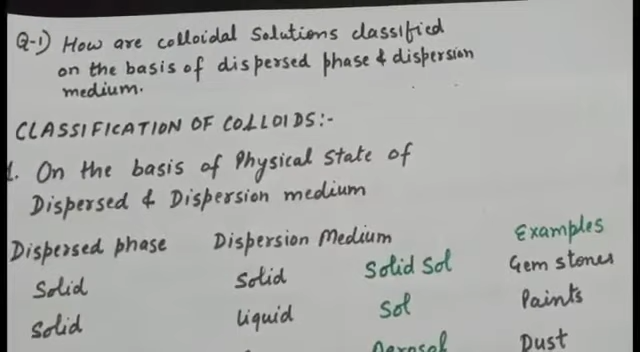 Q-1) How are colloidal solutions classified
on the basis of dispersed phase & dispersion
medium.
CLASSIFICATION OF COLLOIDS:-
1. On the basis of Physical state of
Dispersed & Dispersion medium
Dispersed phase Dispersion Medium Examples
Solid Solid Solid Sol Gem stones
Solid Liquid Sol Paints
Aerosol Dust